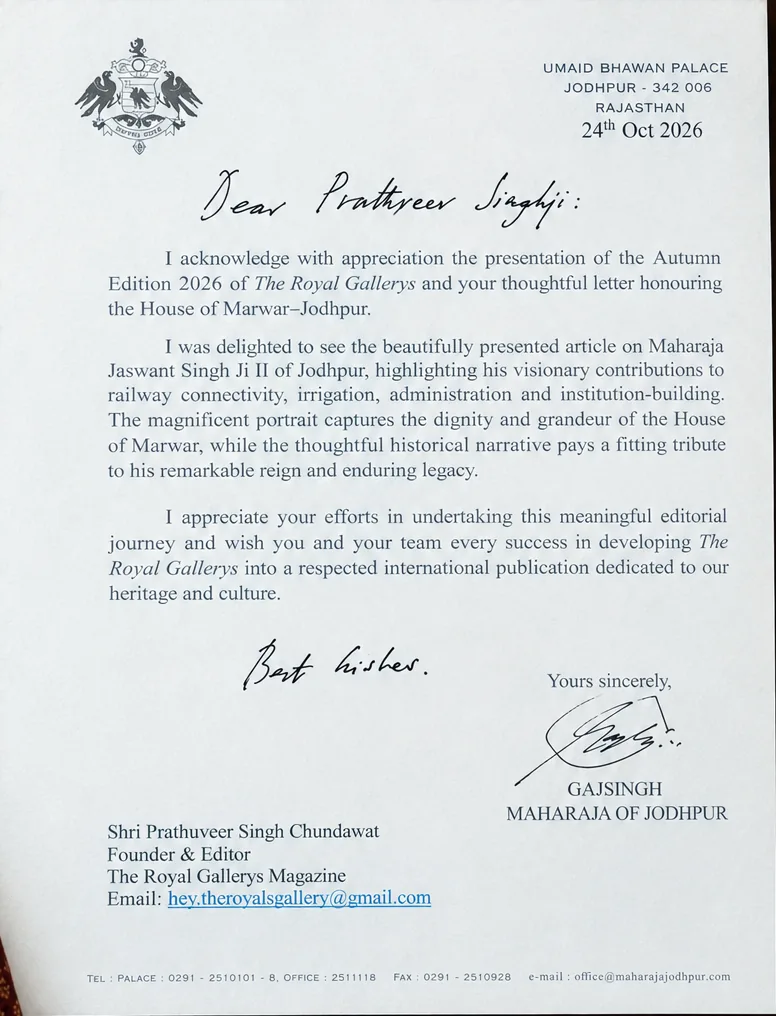 UMAID BHAWAN PALACE
JODHPUR - 342 006
RAJASTHAN
24th Oct 2026
Dear Prathveer Singhji:
I acknowledge with appreciation the presentation of the Autumn
Edition 2026 of The Royal Gallerys and your thoughtful letter honouring
the House of Marwar–Jodhpur.
I was delighted to see the beautifully presented article on Maharaja
Jaswant Singh Ji II of Jodhpur, highlighting his visionary contributions to
railway connectivity, irrigation, administration and institution-building.
The magnificent portrait captures the dignity and grandeur of the House
of Marwar, while the thoughtful historical narrative pays a fitting tribute
to his remarkable reign and enduring legacy.
I appreciate your efforts in undertaking this meaningful editorial
journey and wish you and your team every success in developing The
Royal Gallerys into a respected international publication dedicated to our
heritage and culture.
Best wishes.
Yours sincerely,
GAJSINGH
MAHARAJA OF JODHPUR
Shri Prathuveer Singh Chundawat
Founder & Editor
The Royal Gallerys Magazine
Email: hey.theroyalsgallery@gmail.com
TEL : PALACE : 0291 - 2510101 - 8, OFFICE : 2511118 FAX : 0291 - 2510928 e-mail : office@maharajajodhpur.com